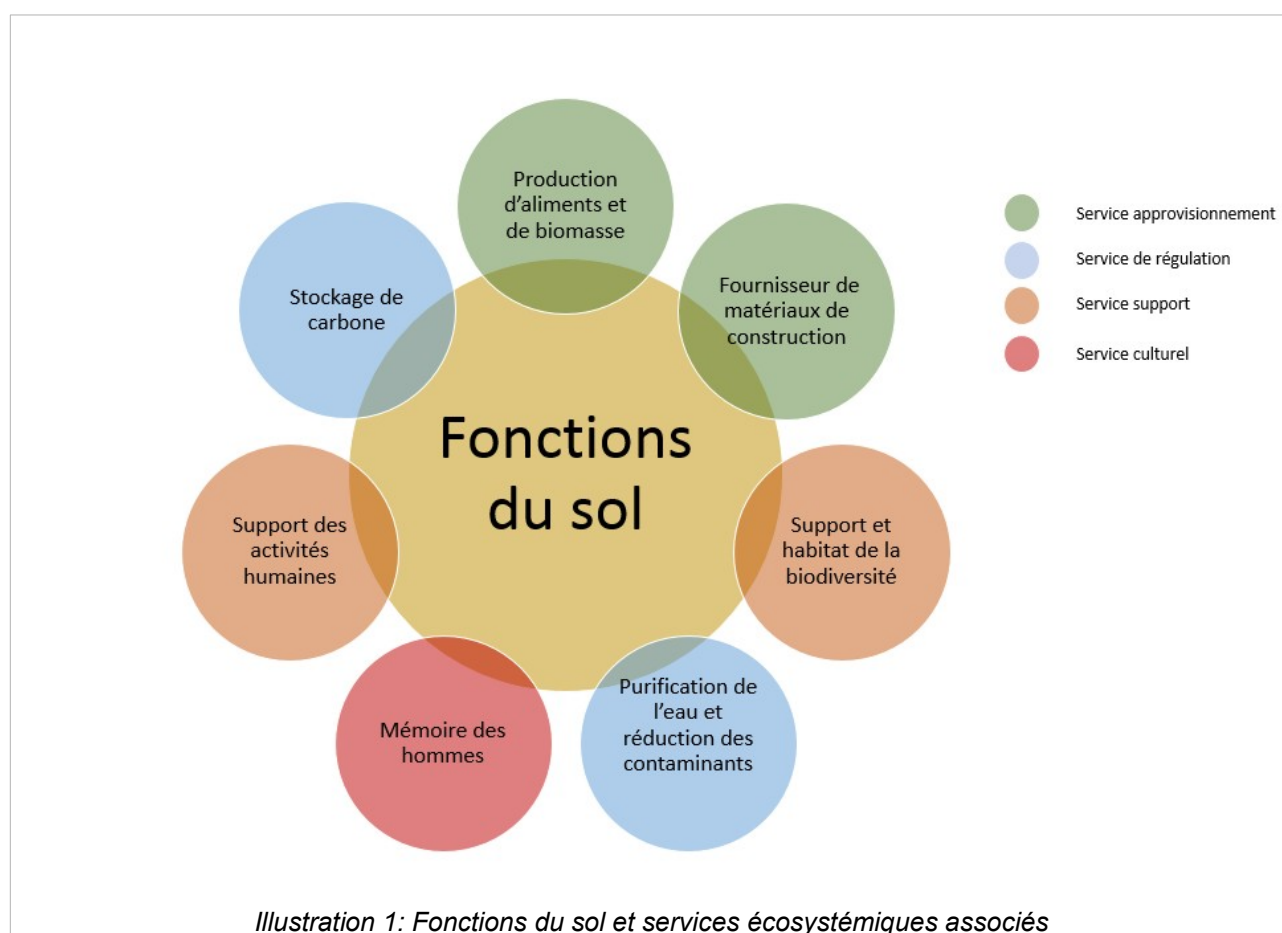 Production
d'aliments et
de biomasse
Stockage de
carbone
Fournisseur de
matériaux de
construction
Fonctions
du sol
Support des
activités
humaines
Support et
habitat de la
biodiversité
Mémoire des
hommes
Purification de
l'eau et
réduction des
contaminants
Service approvisionnement
Service de régulation
Service support
Service culturel
Illustration 1: Fonctions du sol et services écosystémiques associés